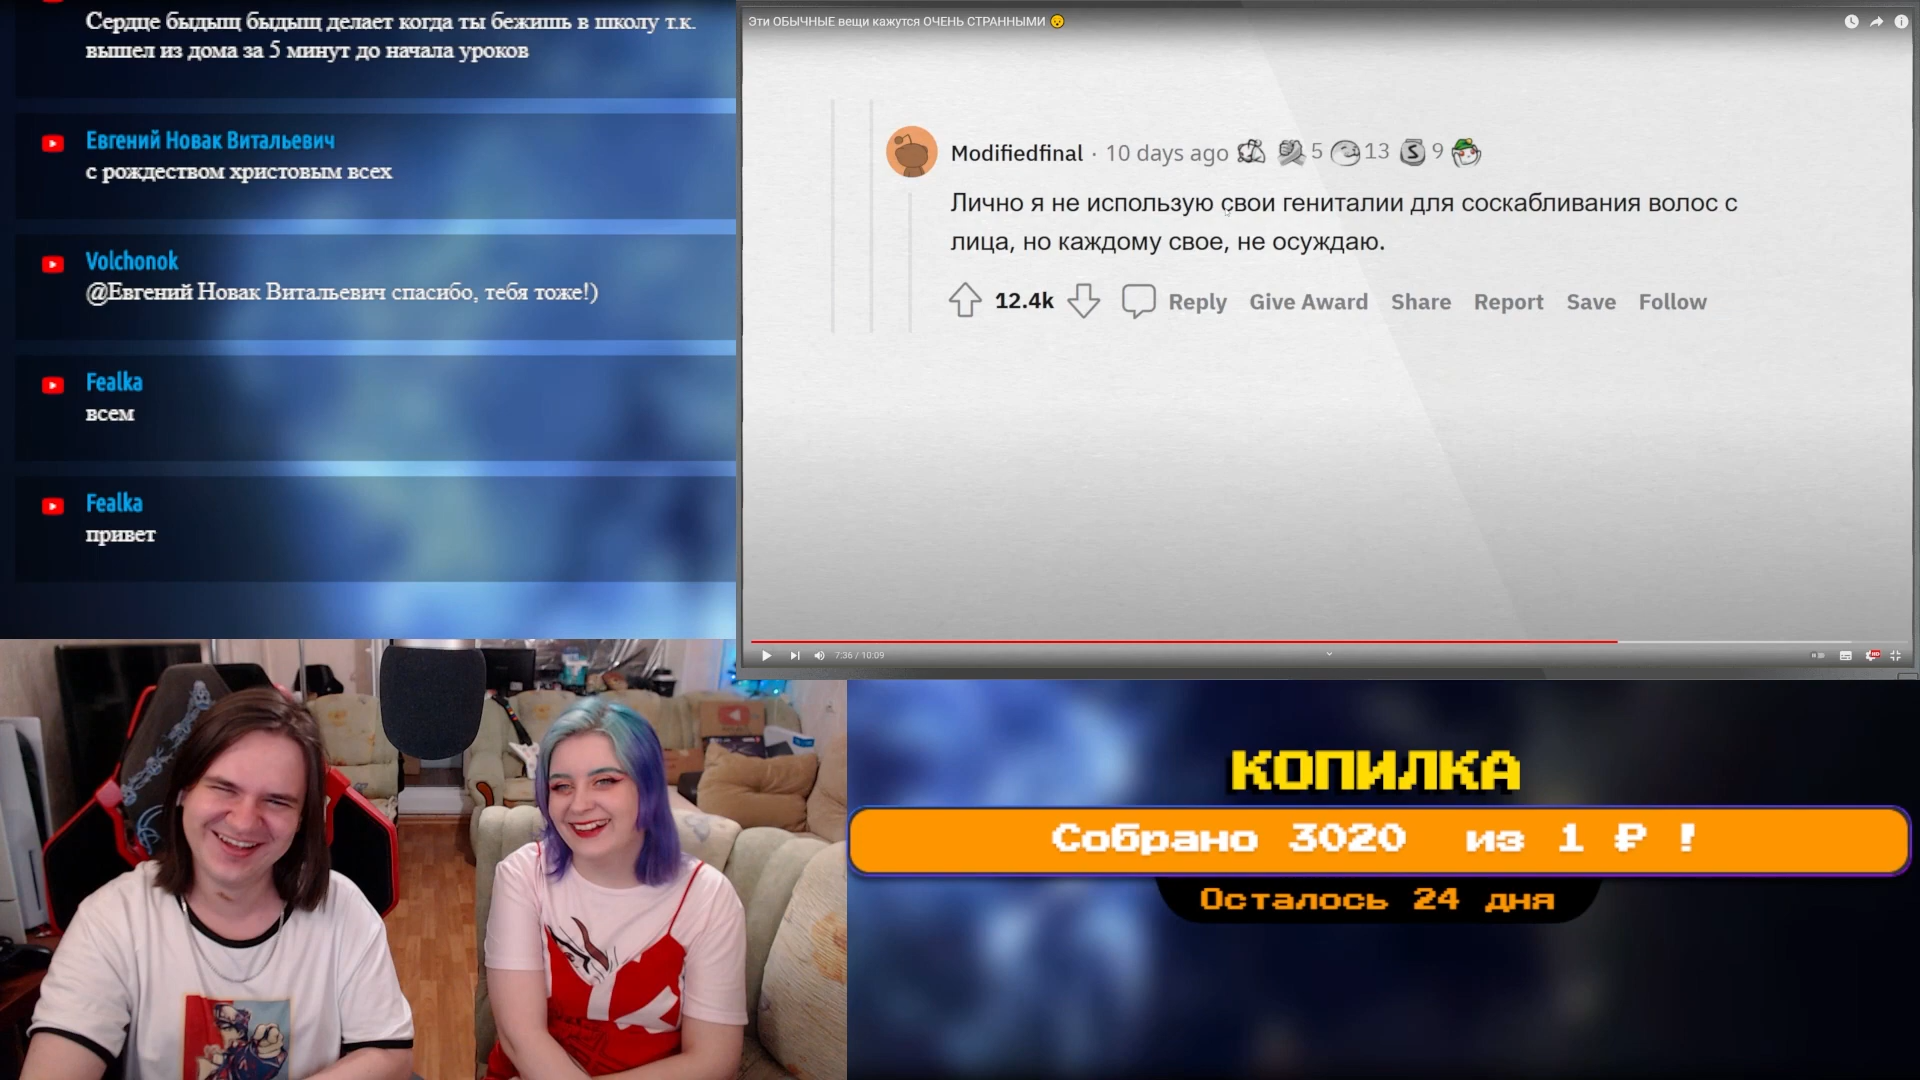 Сердце быдыщ быдыщ делает когда ты бежишь в школу т.к.
вышел из дома за 5 минут до начала уроков
Евгений Новак Витальевич
с рождеством христовым всех
Volchonok
@Евгений Новак Витальевич спасибо, тебя тоже!)
Fealka
всем
Fealka
привет
Эти ОБЫЧНЫЕ вещи кажутся ОЧЕНЬ СТРАННЫМИ 😮
Modifiedfinal · 10 days ago 5 13 S 9
Лично я не использую свои гениталии для соскабливания волос с
лица, но каждому свое, не осуждаю.
12.4k Reply Give Award Share Report Save Follow
7:36 / 10:09
HD
КОПИЛКА
Собрано 3020 из 1 ₽ !
Осталось 24 дня